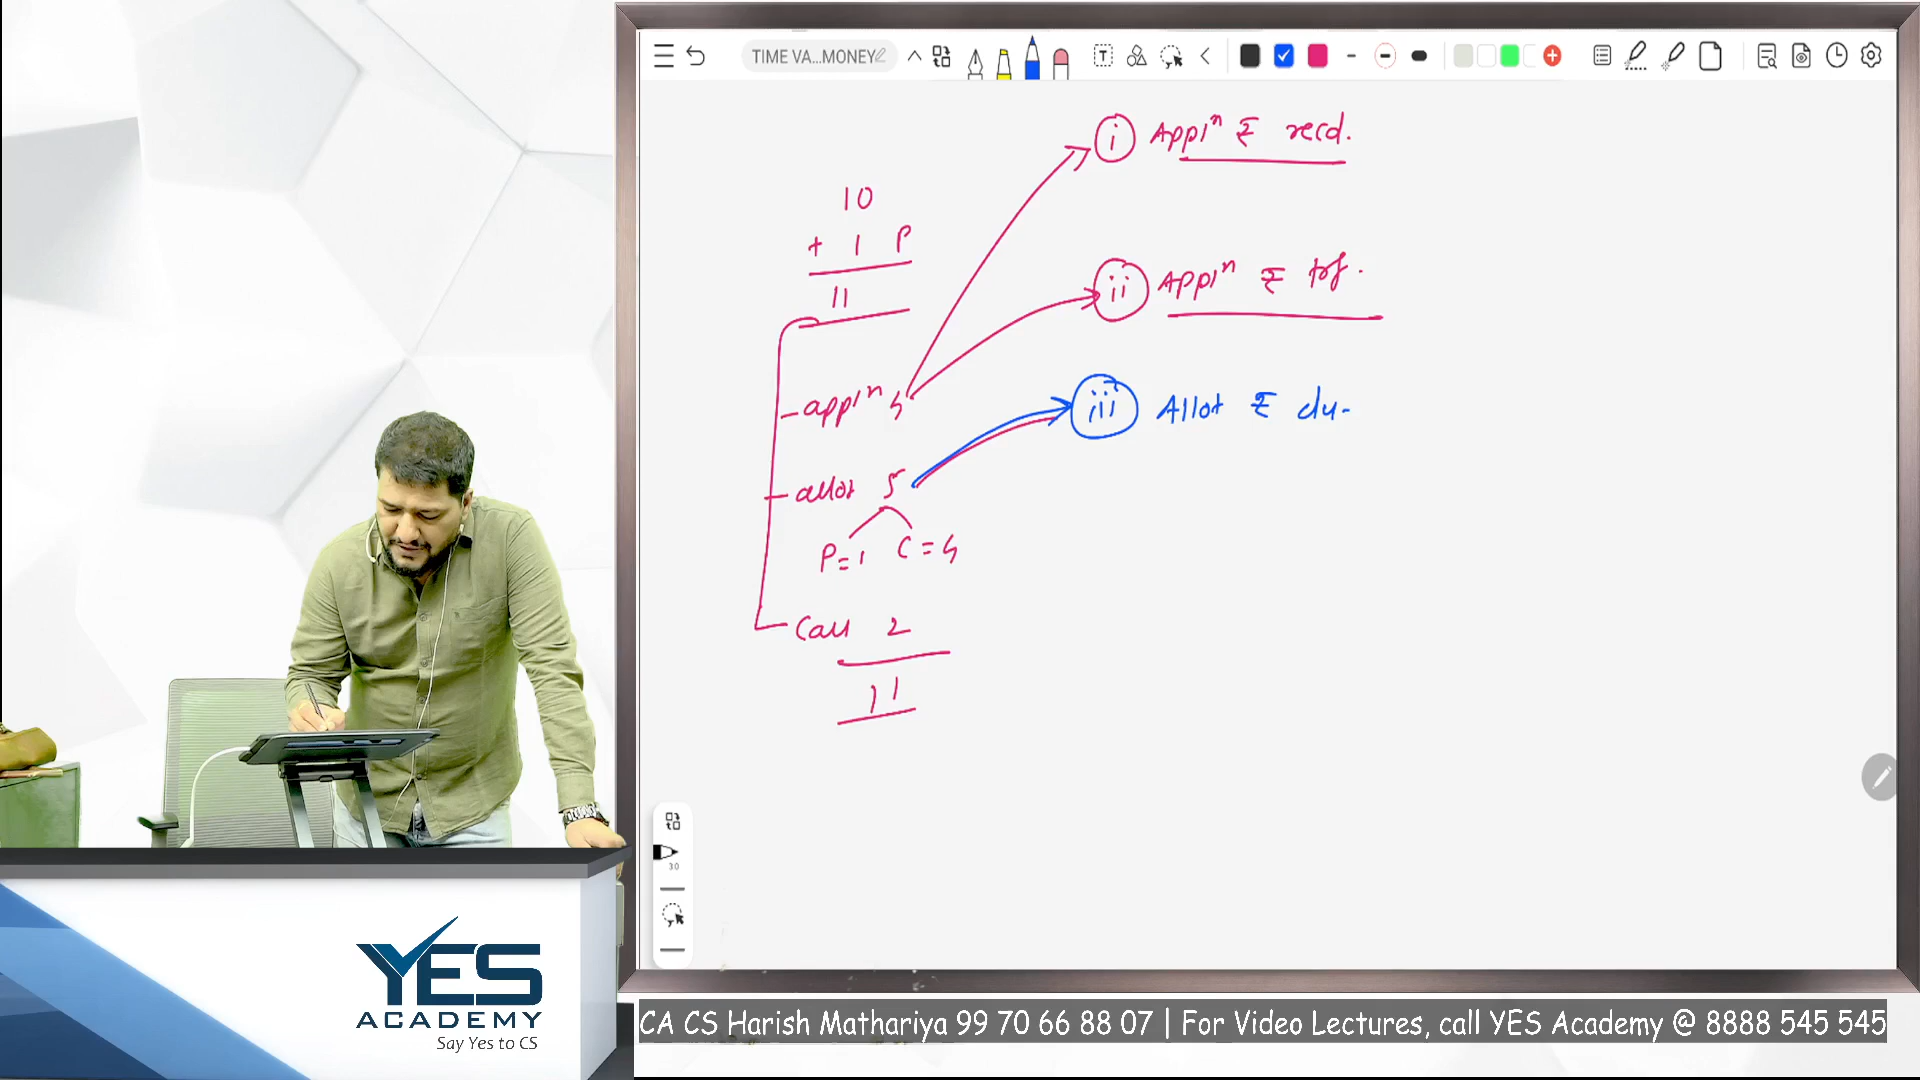 TIME VA...MONEY
10
+ 1 P
11
appln 4
allot 5
P=1 C=4
Call 2
11
i Appln ₹ recd.
ii Appln ₹ trf.
iii Allot ₹ du-
30
YES
ACADEMY
Say Yes to CS
CA CS Harish Mathariya 99 70 66 88 07 | For Video Lectures, call YES Academy @ 8888 545 545